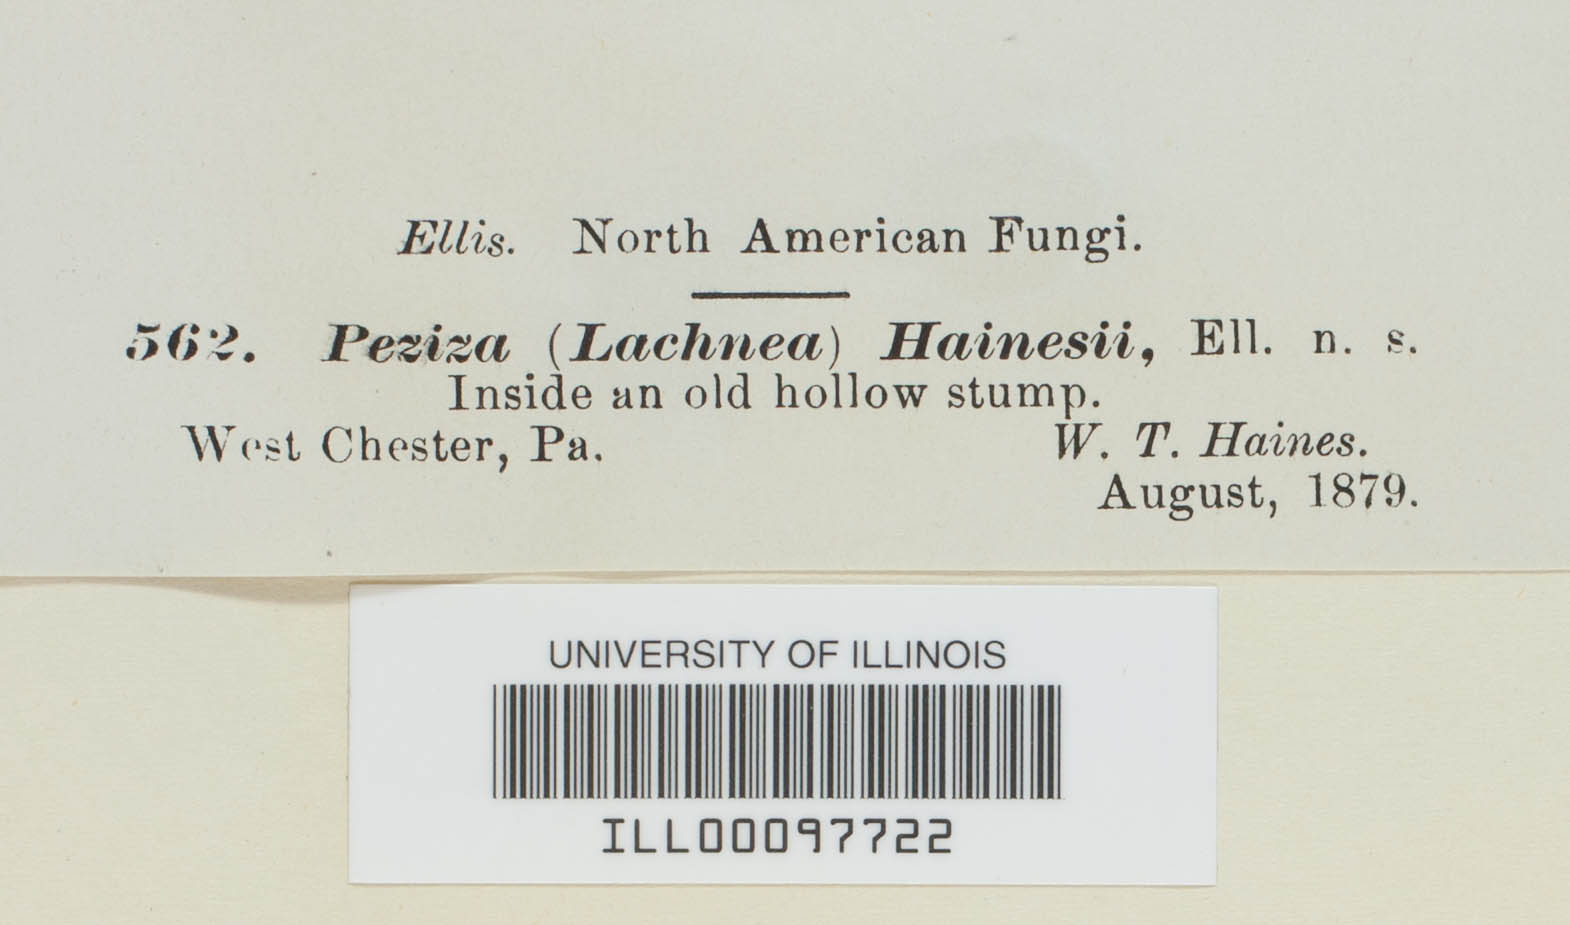 Ellis. North American Fungi.
562. Peziza (Lachnea) Hainesii, Ell. n. s.
Inside an old hollow stump.
West Chester, Pa. W. T. Haines.
August, 1879.
UNIVERSITY OF ILLINOIS
ILL00097722